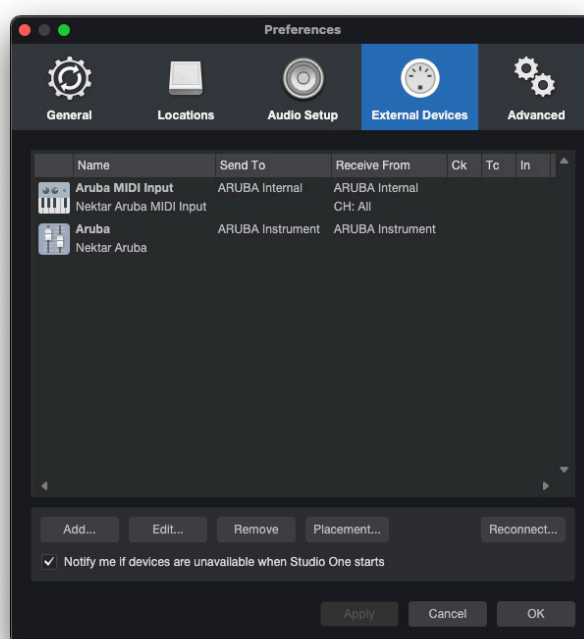 Preferences
General
Locations
Audio Setup
External Devices
Advanced
Name Send To Receive From Ck Tc In
Aruba MIDI Input ARUBA Internal ARUBA Internal
Nektar Aruba MIDI Input CH: All
Aruba ARUBA Instrument ARUBA Instrument
Nektar Aruba
Add... Edit... Remove Placement... Reconnect...
Notify me if devices are unavailable when Studio One starts
Apply Cancel OK